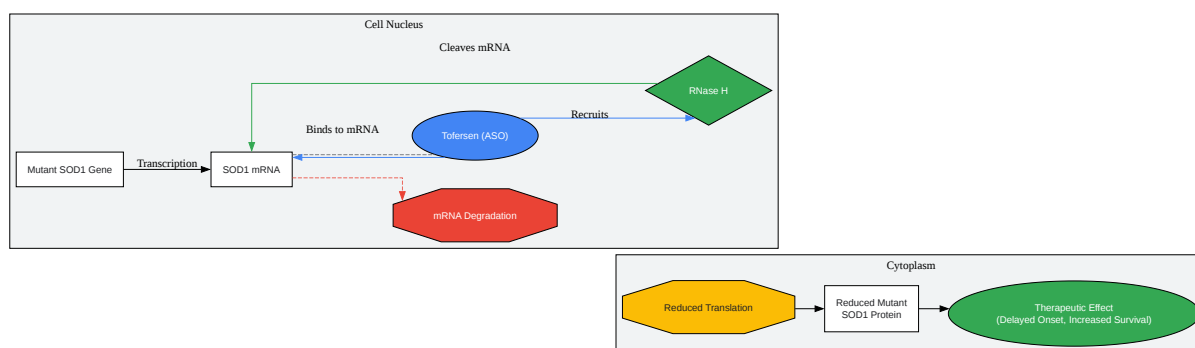 Cell Nucleus
Cleaves mRNA
RNase H
Recruits
Binds to mRNA
Tofersen (ASO)
Mutant SOD1 Gene
Transcription
SOD1 mRNA
mRNA Degradation
Cytoplasm
Reduced Translation
Reduced Mutant
SOD1 Protein
Therapeutic Effect
(Delayed Onset, Increased Survival)